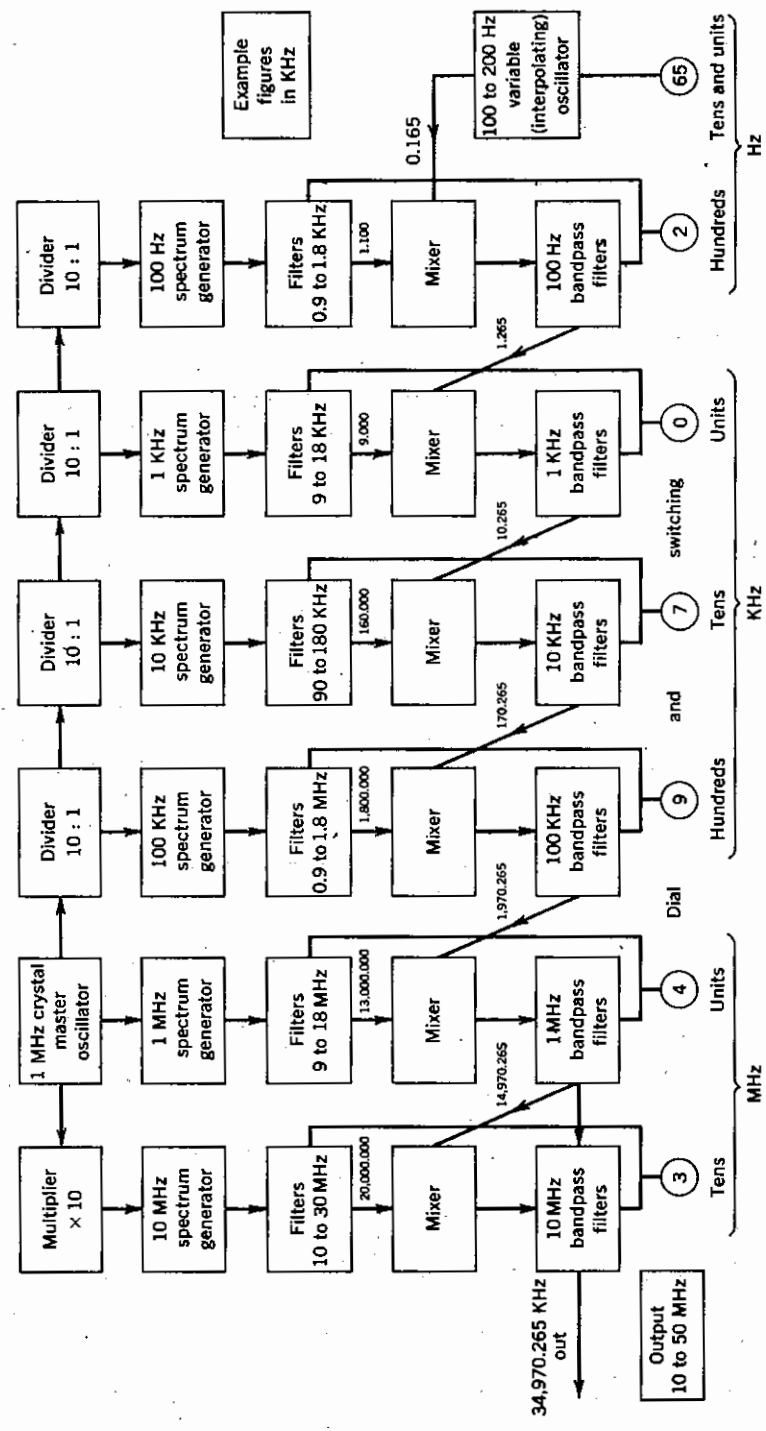 Multiplier
× 10
1 MHz crystal
master
oscillator
Divider
10 : 1
Divider
10 : 1
Divider
10 : 1
Divider
10 : 1
Example
figures
in KHz
10 MHz
spectrum
generator
1 MHz
spectrum
generator
100 KHz
spectrum
generator
10 KHz
spectrum
generator
1 KHz
spectrum
generator
100 Hz
spectrum
generator
Filters
10 to 30 MHz
Filters
9 to 18 MHz
Filters
0.9 to 1.8 MHz
Filters
90 to 180 KHz
Filters
9 to 18 KHz
Filters
0.9 to 1.8 KHz
20,000.000
13,000.000
1,800.000
160.000
9.000
1.100
0.165
Mixer
Mixer
Mixer
Mixer
Mixer
Mixer
100 to 200 Hz
variable
(interpolating)
oscillator
14,970.265
1,970.265
170.265
10.265
1.265
10 MHz
bandpass
filters
1 MHz
bandpass
filters
100 KHz
bandpass
filters
10 KHz
bandpass
filters
1 KHz
bandpass
filters
100 Hz
bandpass
filters
34,970.265 KHz
out
3
4
9
7
0
2
65
Dial and switching
Output
10 to 50 MHz
Tens
Units
Hundreds
Tens
Units
Hundreds
Tens and units
MHz
KHz
Hz